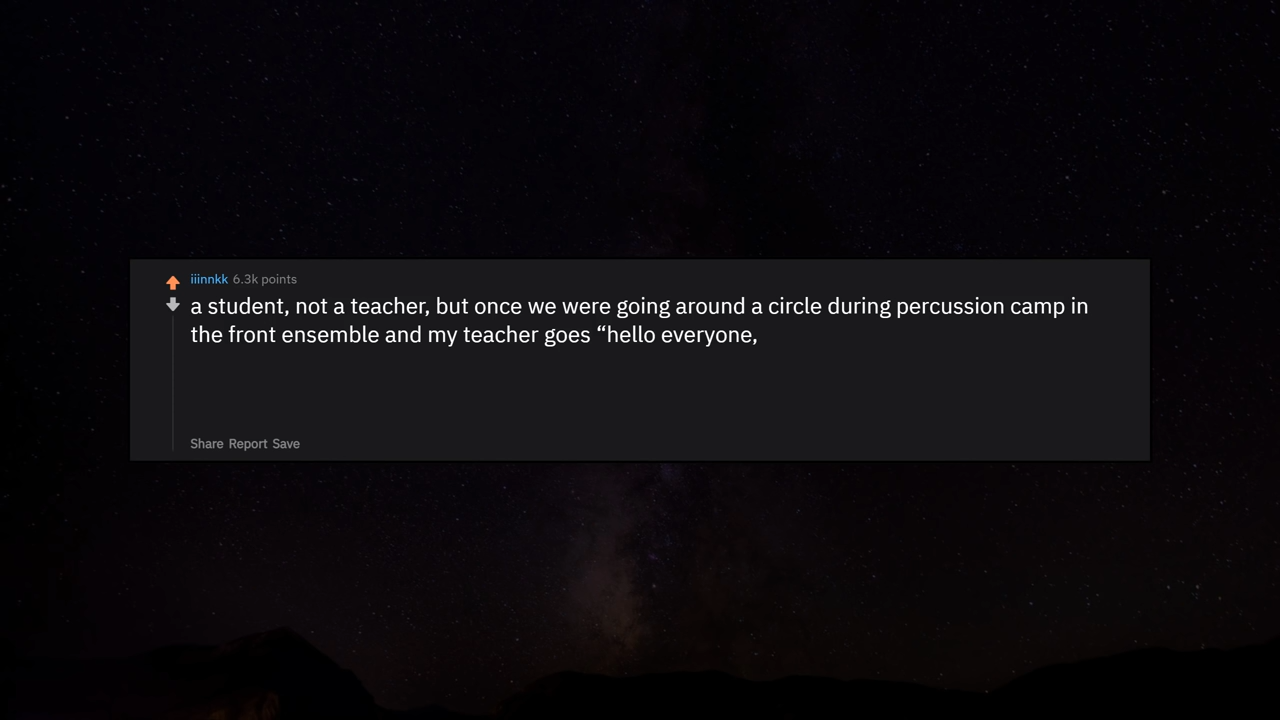 iiinnkk 6.3k points
a student, not a teacher, but once we were going around a circle during percussion camp in
the front ensemble and my teacher goes “hello everyone,
Share Report Save